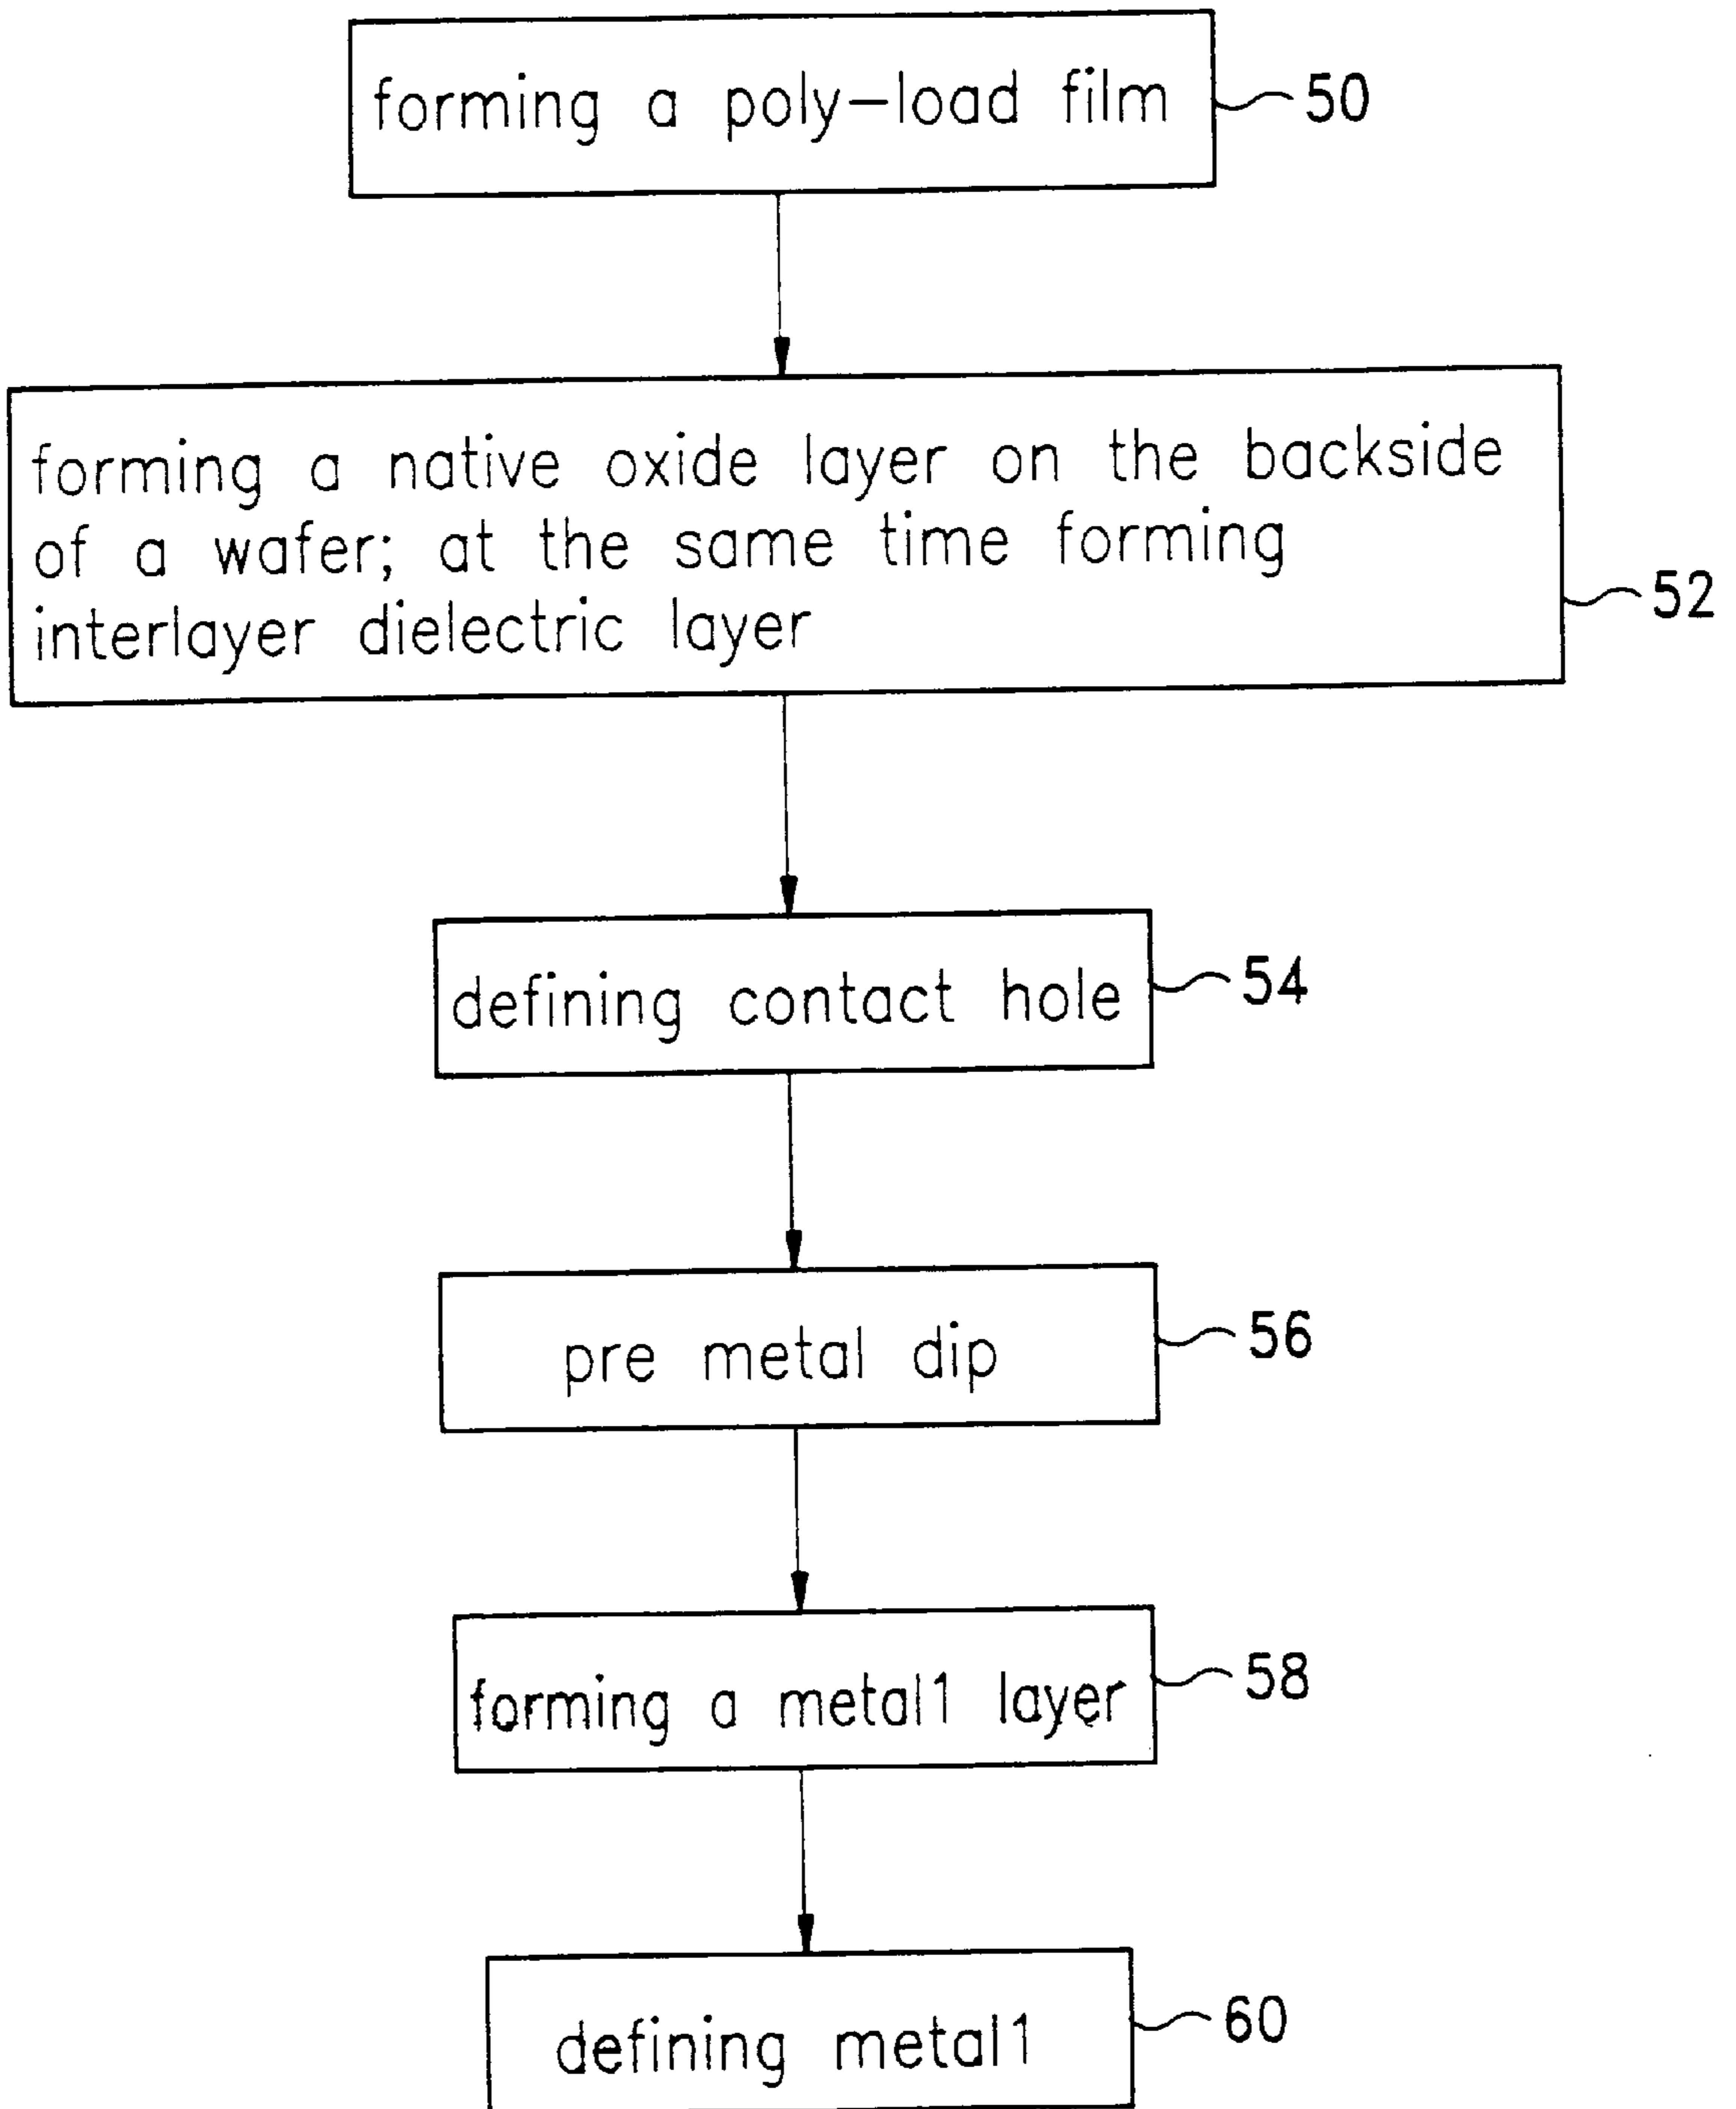 forming a poly-load film
50
forming a native oxide layer on the backside
of a wafer; at the same time forming
interlayer dielectric layer
52
defining contact hole
54
pre metal dip
56
forming a metal1 layer
58
defining metal1
60